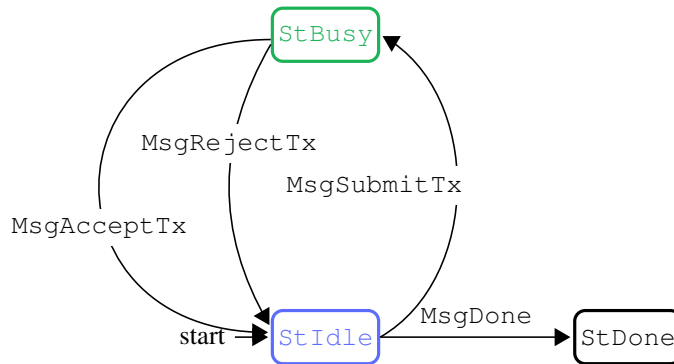 StBusy
MsgRejectTx
MsgSubmitTx
MsgAcceptTx
MsgDone
start
StIdle
StDone